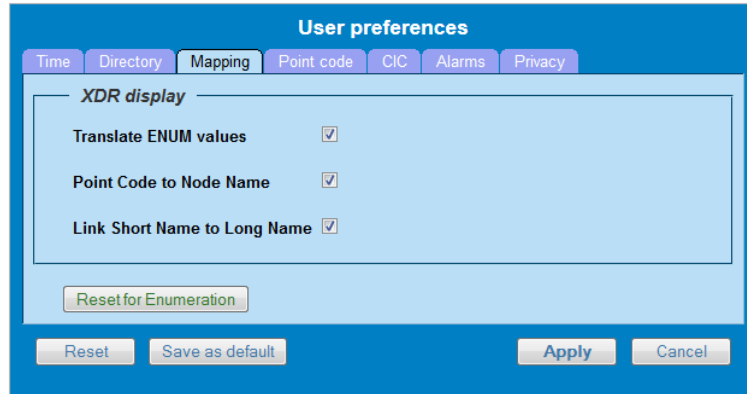 User preferences
Time Directory Mapping Point code CIC Alarms Privacy
XDR display
Translate ENUM values
Point Code to Node Name
Link Short Name to Long Name
Reset for Enumeration
Reset Save as default Apply Cancel